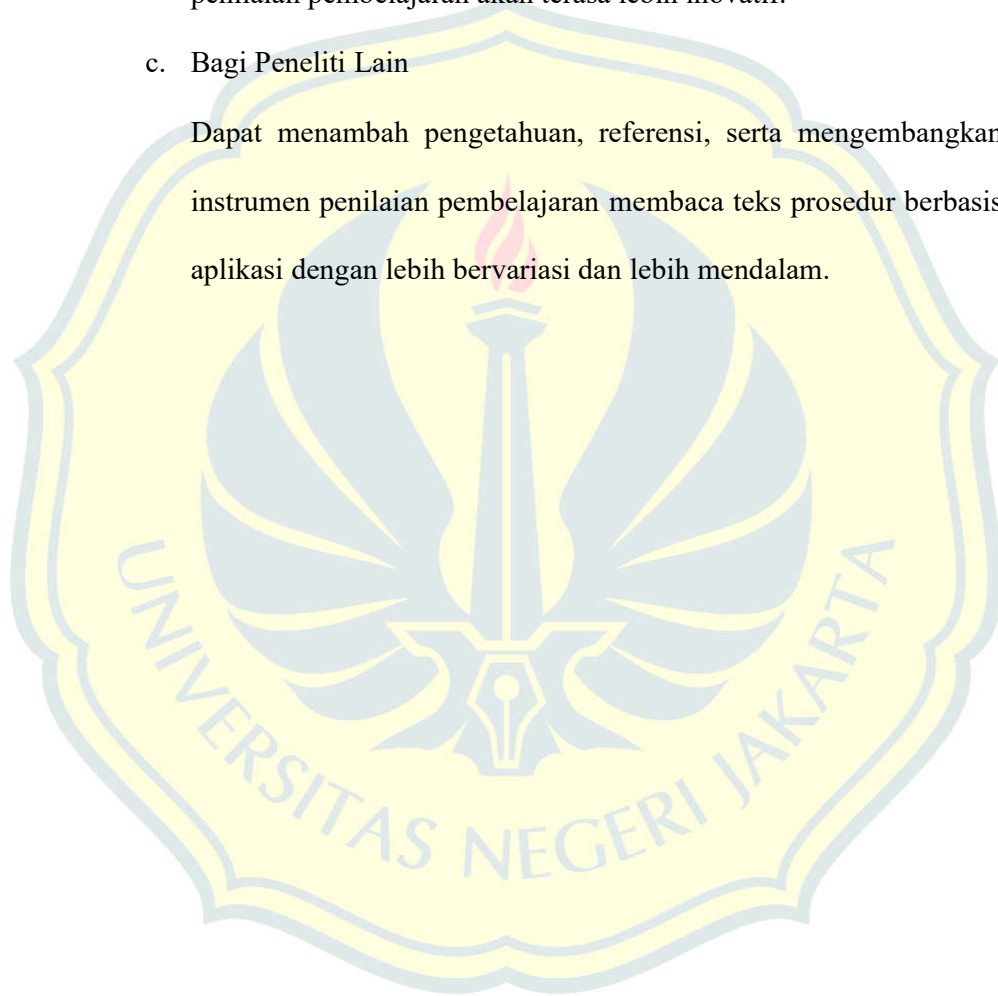 penilaian pembelajaran akan terasa lebih inovatif.
c. Bagi Peneliti Lain
Dapat menambah pengetahuan, referensi, serta mengembangkan
instrumen penilaian pembelajaran membaca teks prosedur berbasis
aplikasi dengan lebih bervariasi dan lebih mendalam.
UNIVERSITAS NEGERI JAKARTA